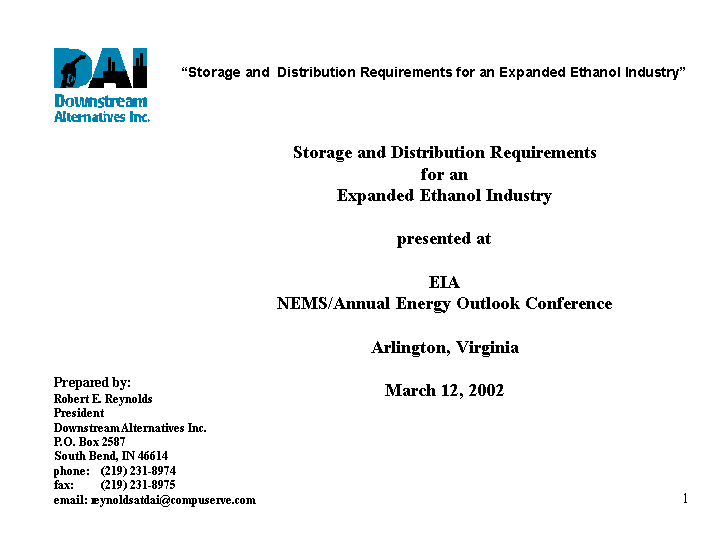 DAI
Downstream
Alternatives Inc.
“Storage and Distribution Requirements for an Expanded Ethanol Industry”
Storage and Distribution Requirements
for an
Expanded Ethanol Industry
presented at
EIA
NEMS/Annual Energy Outlook Conference
Arlington, Virginia
March 12, 2002
Prepared by:
Robert E. Reynolds
President
Downstream Alternatives Inc.
P.O. Box 2587
South Bend, IN 46614
phone: (219) 231-8974
fax: (219) 231-8975
email: reynoldsatdai@compuserve.com
1